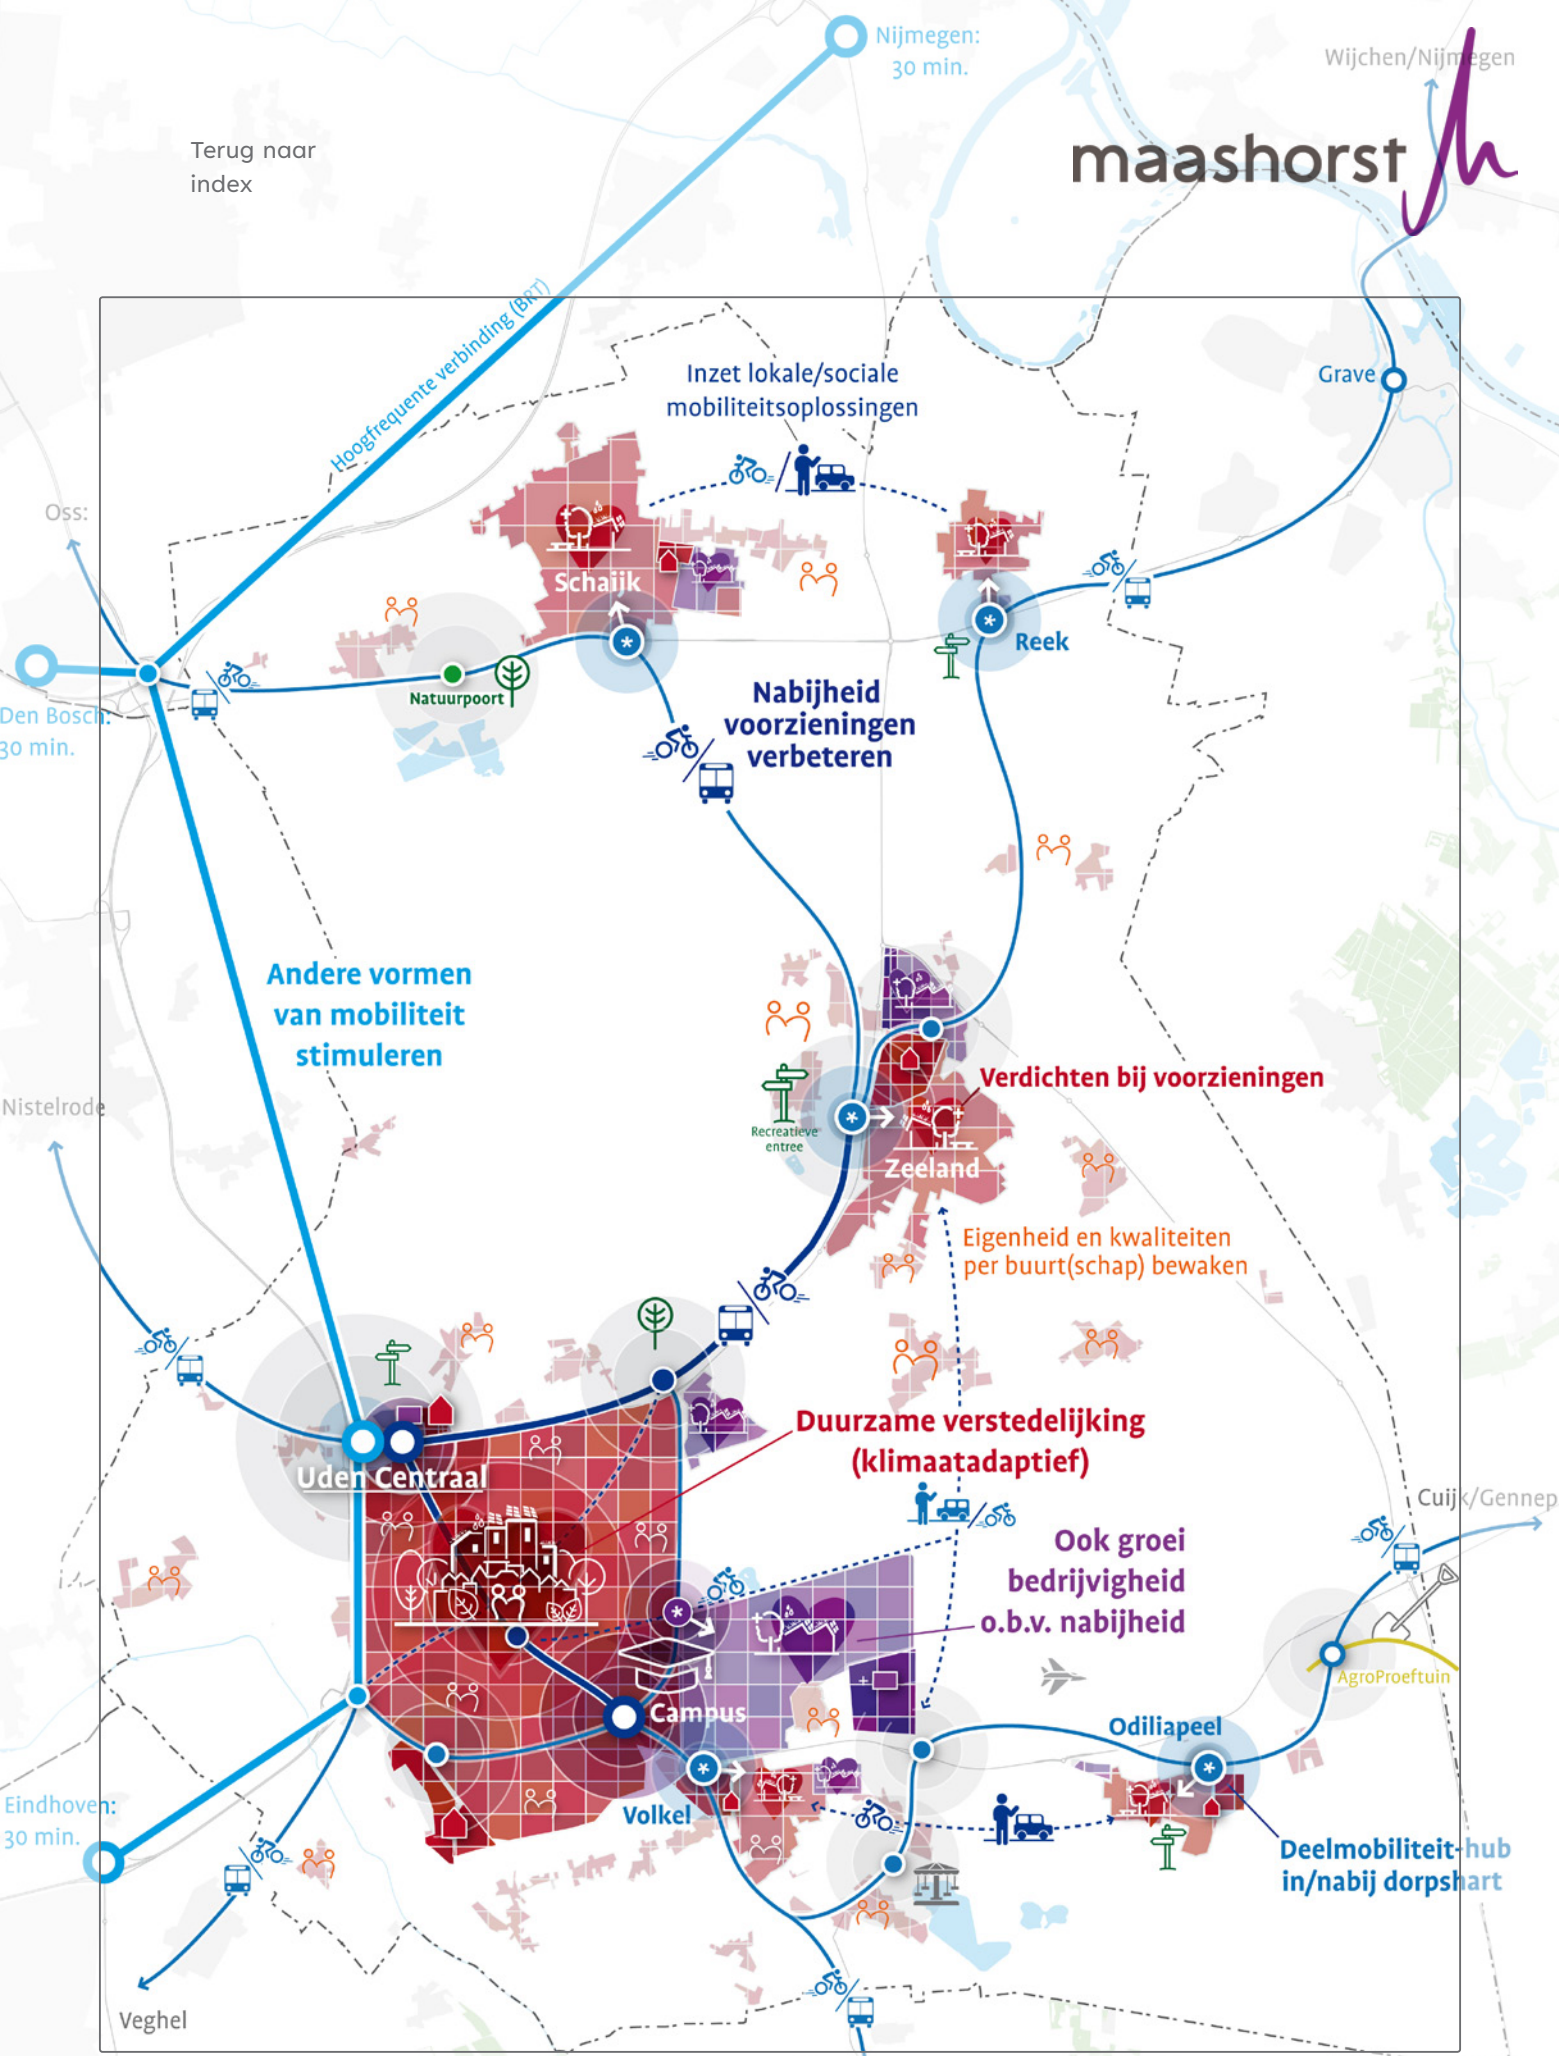 Nijmegen:
30 min.
Wijchen/Nijmegen
Terug naar
index
maashorst
Hoogfrequente verbinding (BRT)
Inzet lokale/sociale
mobiliteitsoplossingen
Grave
Oss:
Schaijk
Reek
Natuurpoort
Den Bosch:
30 min.
Nabijheid
voorzieningen
verbeteren
Andere vormen
van mobiliteit
stimuleren
Nistelrode
Verdichten bij voorzieningen
Recreatieve
entree
Zeeland
Eigenheid en kwaliteiten
per buurt(schap) bewaken
Duurzame verstedelijking
(klimaatadaptief)
Uden Centraal
Cuijk/Gennep
Ook groei
bedrijvigheid
o.b.v. nabijheid
AgroProeftuin
Campus
Odiliapeel
Eindhoven:
30 min.
Volkel
Deelmobiliteit-hub
in/nabij dorpshart
Veghel